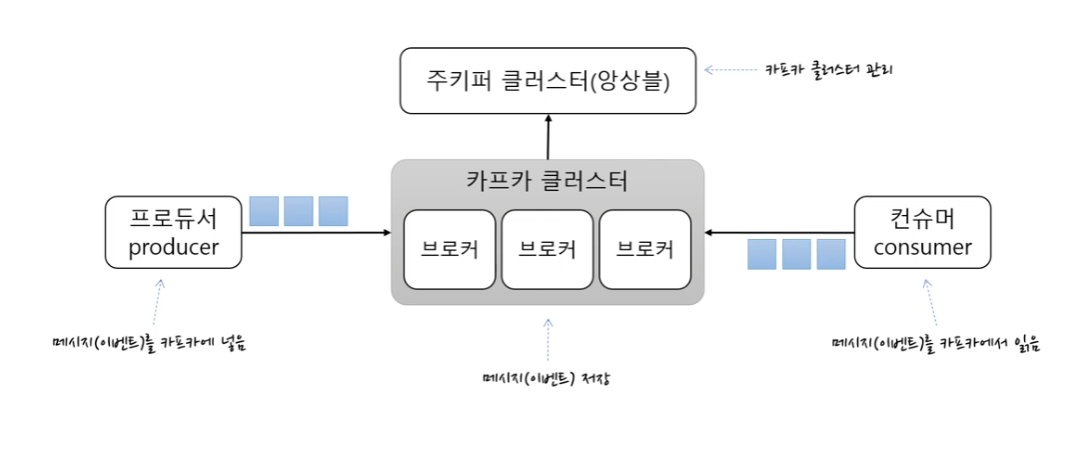 주키퍼 클러스터(앙상블)
카프카 클러스터 관리
카프카 클러스터
프로듀서
producer
브로커
브로커
브로커
컨슈머
consumer
메시지(이벤트)를 카프카에 넣음
메시지(이벤트) 저장
메시지(이벤트)를 카프카에서 읽음